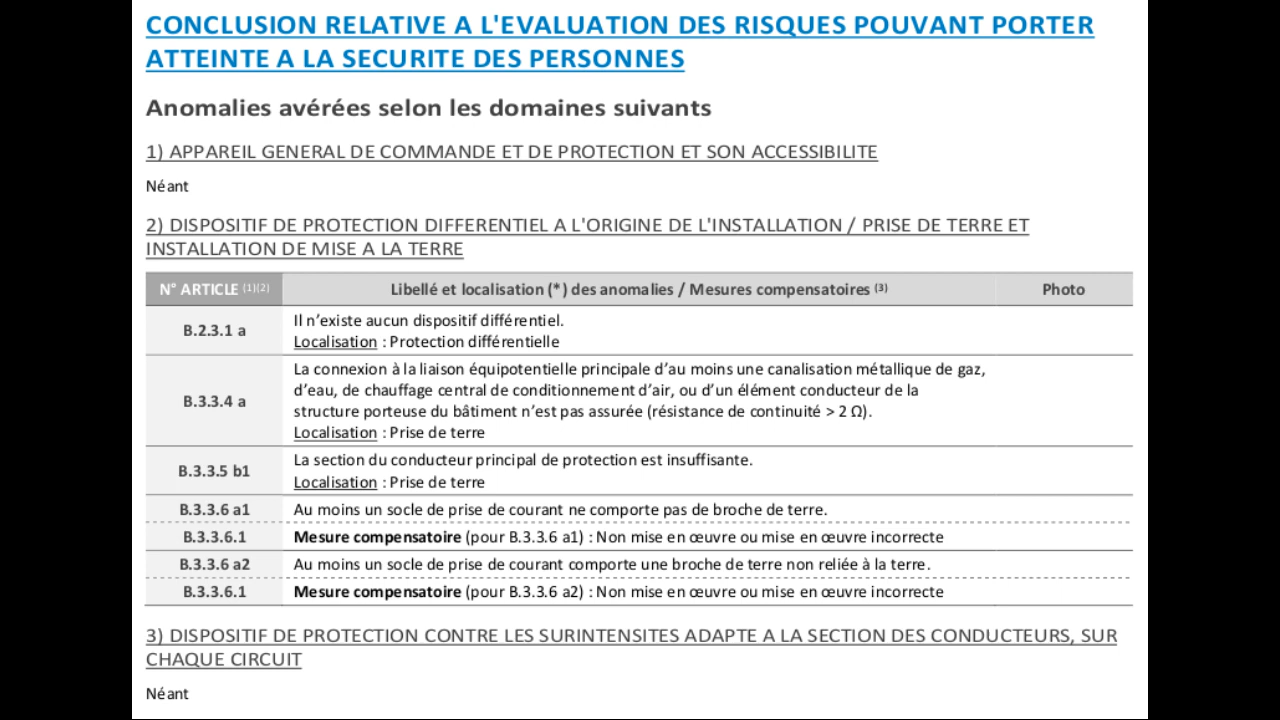 CONCLUSION RELATIVE A L'EVALUATION DES RISQUES POUVANT PORTER
ATTEINTE A LA SECURITE DES PERSONNES
Anomalies avérées selon les domaines suivants
1) APPAREIL GENERAL DE COMMANDE ET DE PROTECTION ET SON ACCESSIBILITE
Néant
2) DISPOSITIF DE PROTECTION DIFFERENTIEL A L'ORIGINE DE L'INSTALLATION / PRISE DE TERRE ET
INSTALLATION DE MISE A LA TERRE
N° ARTICLE (1)(2) Libellé et localisation (*) des anomalies / Mesures compensatoires (3) Photo
B.2.3.1 a
Il n'existe aucun dispositif différentiel.
Localisation : Protection différentielle
B.3.3.4 a
La connexion à la liaison équipotentielle principale d'au moins une canalisation métallique de gaz,
d'eau, de chauffage central de conditionnement d'air, ou d'un élément conducteur de la
structure porteuse du bâtiment n'est pas assurée (résistance de continuité > 2 Ω).
Localisation : Prise de terre
B.3.3.5 b1
La section du conducteur principal de protection est insuffisante.
Localisation : Prise de terre
B.3.3.6 a1 Au moins un socle de prise de courant ne comporte pas de broche de terre.
B.3.3.6.1 Mesure compensatoire (pour B.3.3.6 a1) : Non mise en œuvre ou mise en œuvre incorrecte
B.3.3.6 a2 Au moins un socle de prise de courant comporte une broche de terre non reliée à la terre.
B.3.3.6.1 Mesure compensatoire (pour B.3.3.6 a2) : Non mise en œuvre ou mise en œuvre incorrecte
3) DISPOSITIF DE PROTECTION CONTRE LES SURINTENSITES ADAPTE A LA SECTION DES CONDUCTEURS, SUR
CHAQUE CIRCUIT
Néant